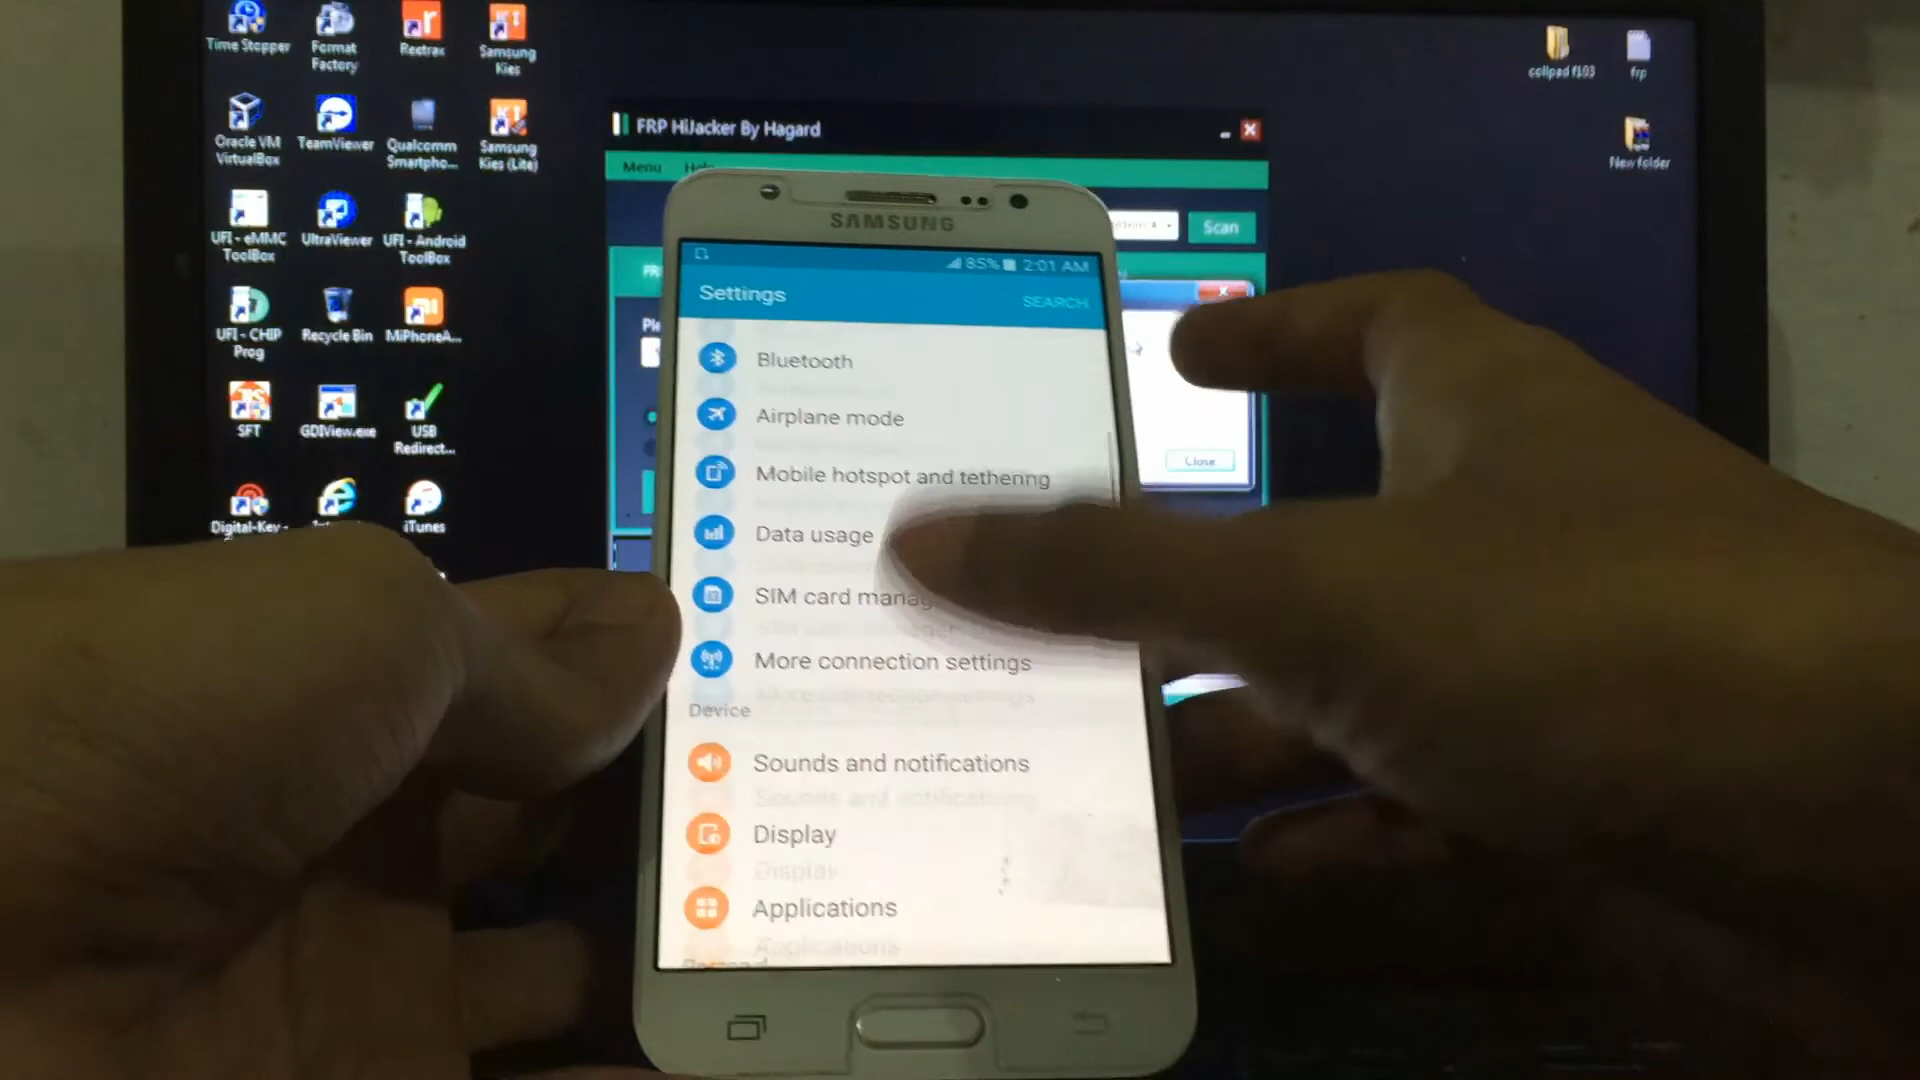 Time Stopper
Format
Factory
Samsung
Kies
Oracle VM
VirtualBox
TeamViewer
Qualcomm
Smartpho...
Samsung
Kies (Lite)
UFI - eMMC
ToolBox
UltraViewer
UFI - Android
ToolBox
UFI - CHIP
Prog
Recycle Bin
MiPhoneA...
SFT
GDIView.exe
USB
Redirect...
Digital-Key -
iTunes
collpad f103
frp
New folder
FRP HiJacker By Hagard
Menu
Help
Scan
Close
SAMSUNG
85% 2:01 AM
Settings
SEARCH
Bluetooth
Airplane mode
Mobile hotspot and tethering
Data usage
SIM card manag
More connection settings
Device
Sounds and notifications
Display
Applications